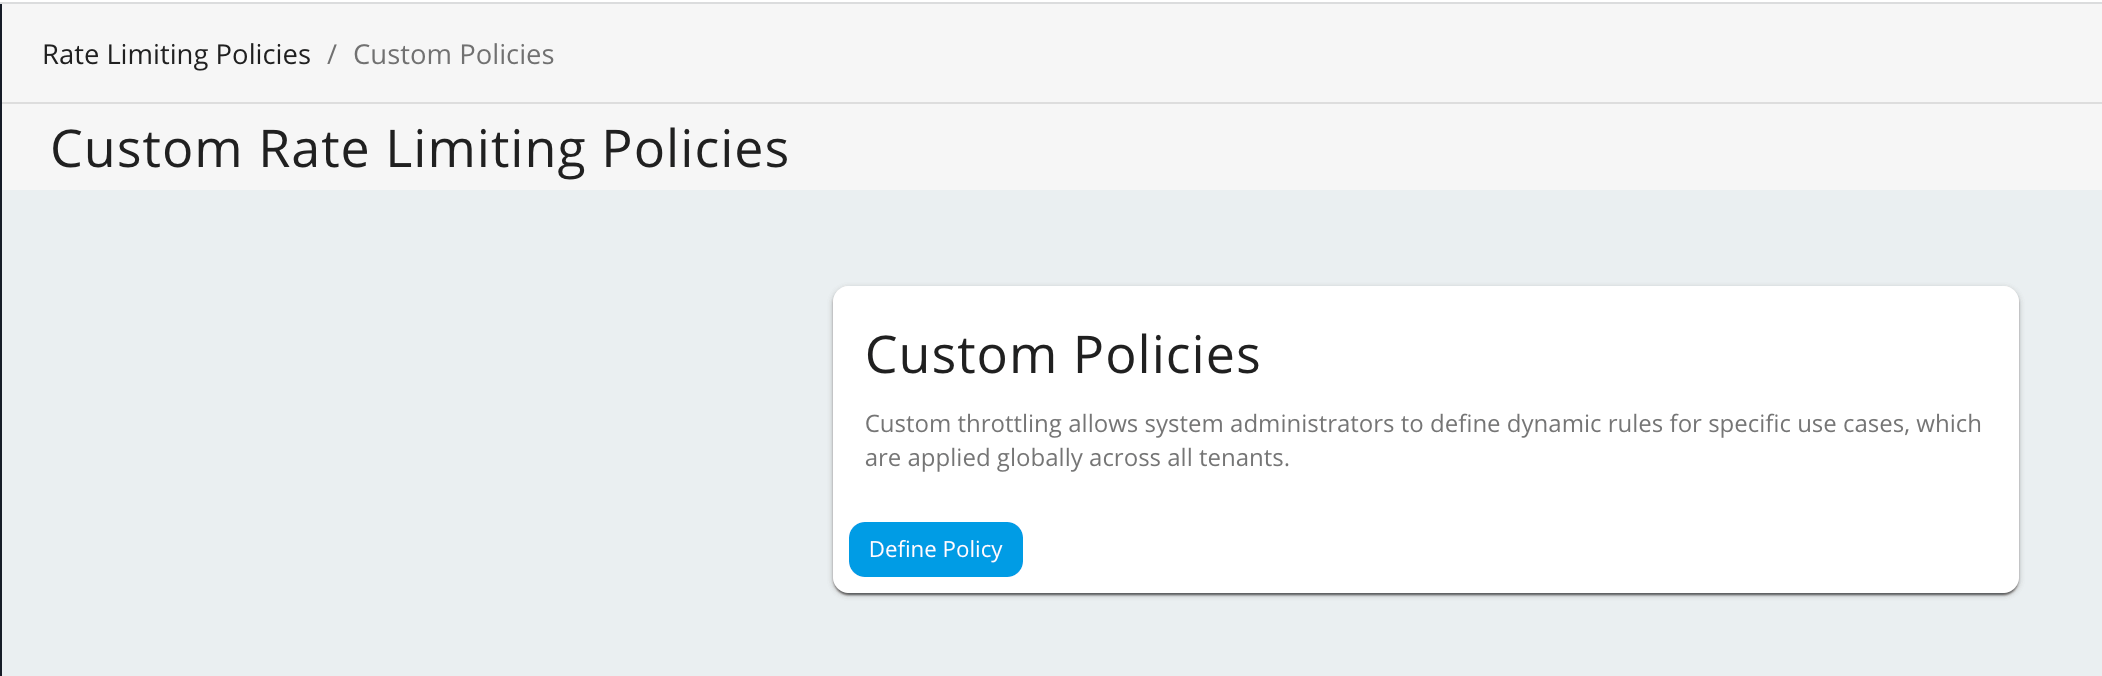 Rate Limiting Policies / Custom Policies
Custom Rate Limiting Policies
Custom Policies
Custom throttling allows system administrators to define dynamic rules for specific use cases, which
are applied globally across all tenants.
Define Policy